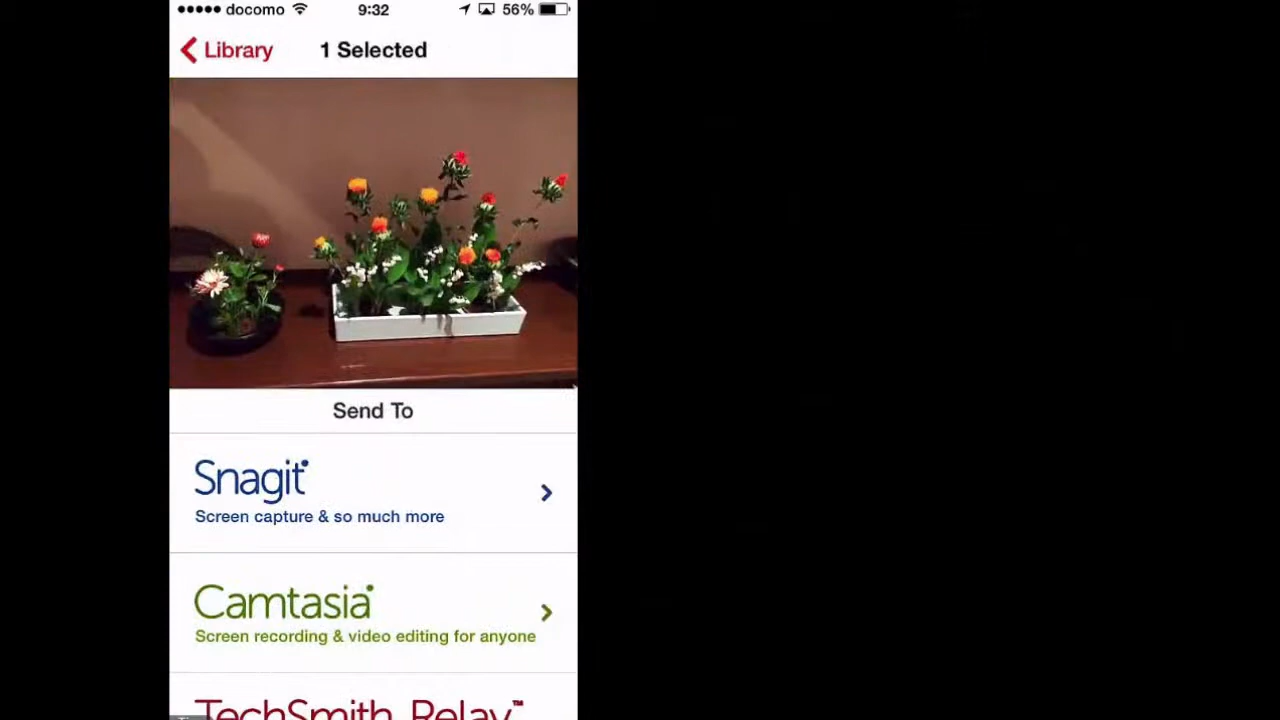 docomo 9:32 56%
Library 1 Selected
Send To
Snagit
Screen capture & so much more
Camtasia
Screen recording & video editing for anyone
TechSmith Relay™